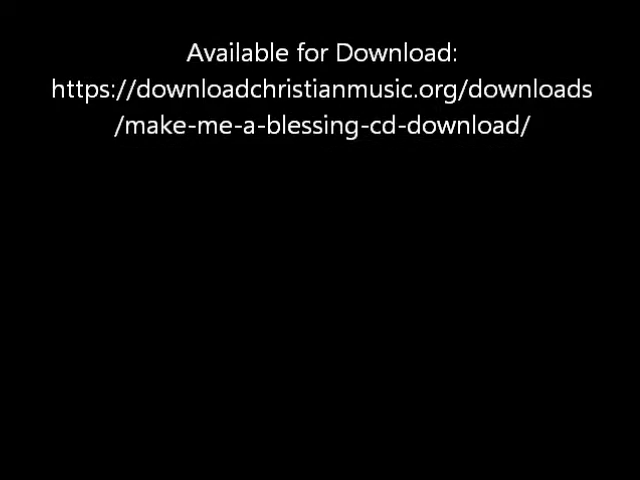 Available for Download:
https://downloadchristianmusic.org/downloads
/make-me-a-blessing-cd-download/